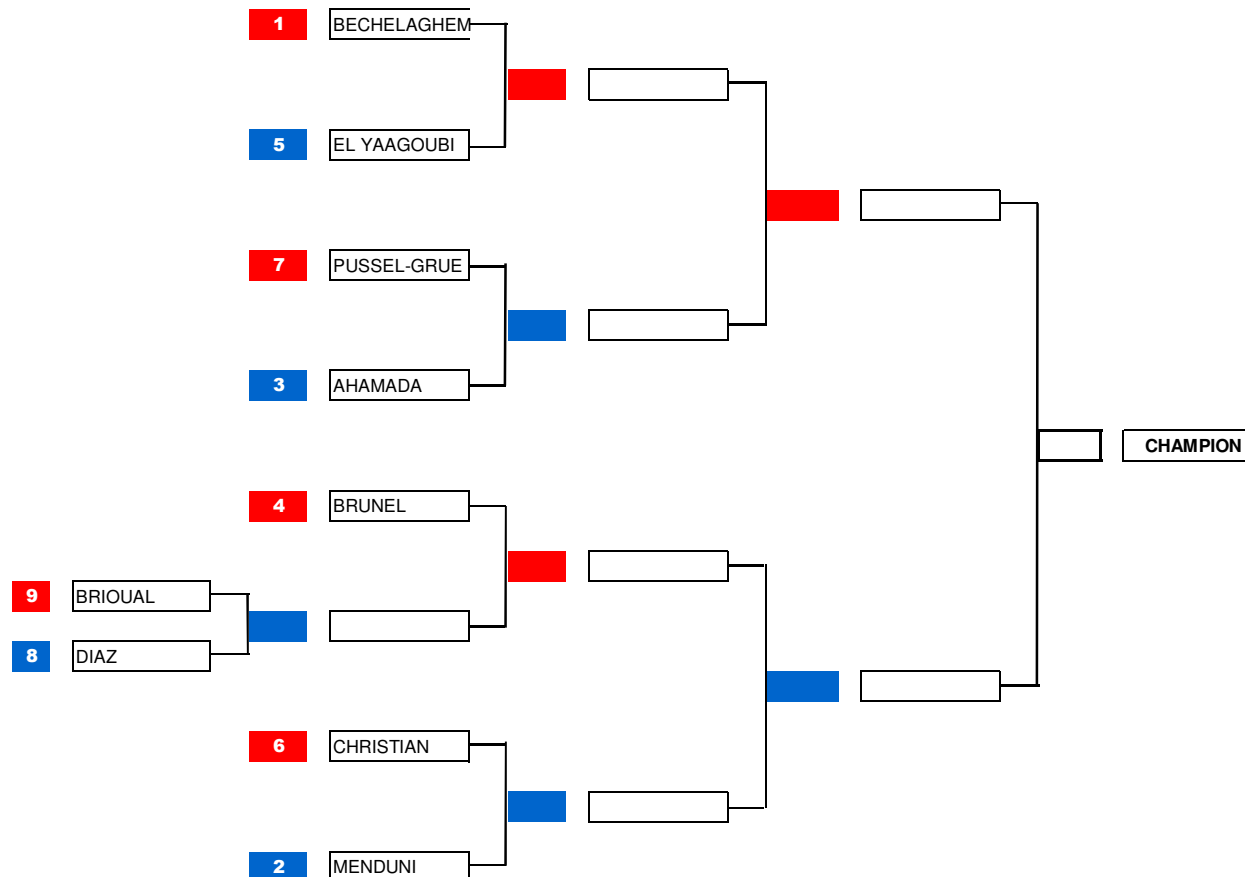 1 BECHELAGHEM
5 EL YAAGOUBI
7 PUSSEL-GRUE
3 AHAMADA
CHAMPION
4 BRUNEL
9 BRIOUAL
8 DIAZ
6 CHRISTIAN
2 MENDUNI